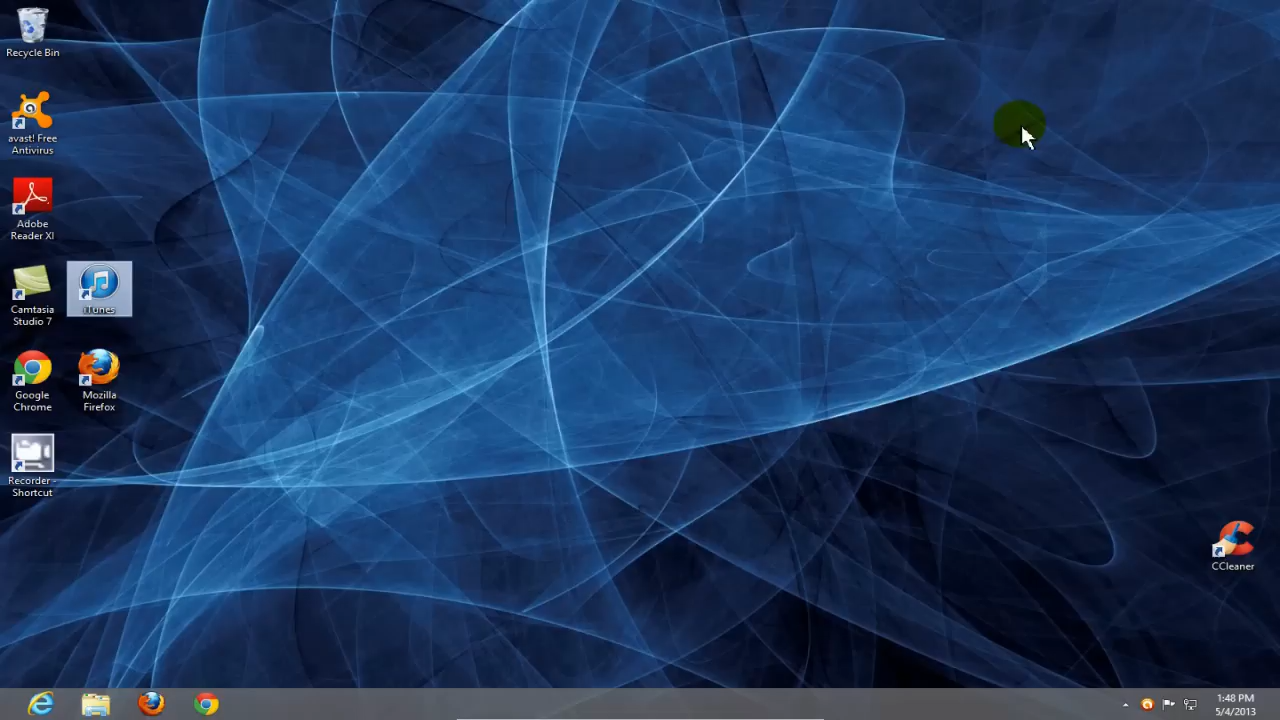 Recycle Bin
avast! Free
Antivirus
Adobe
Reader XI
Camtasia
Studio 7
iTunes
Google
Chrome
Mozilla
Firefox
Recorder -
Shortcut
CCleaner
1:48 PM
5/4/2013